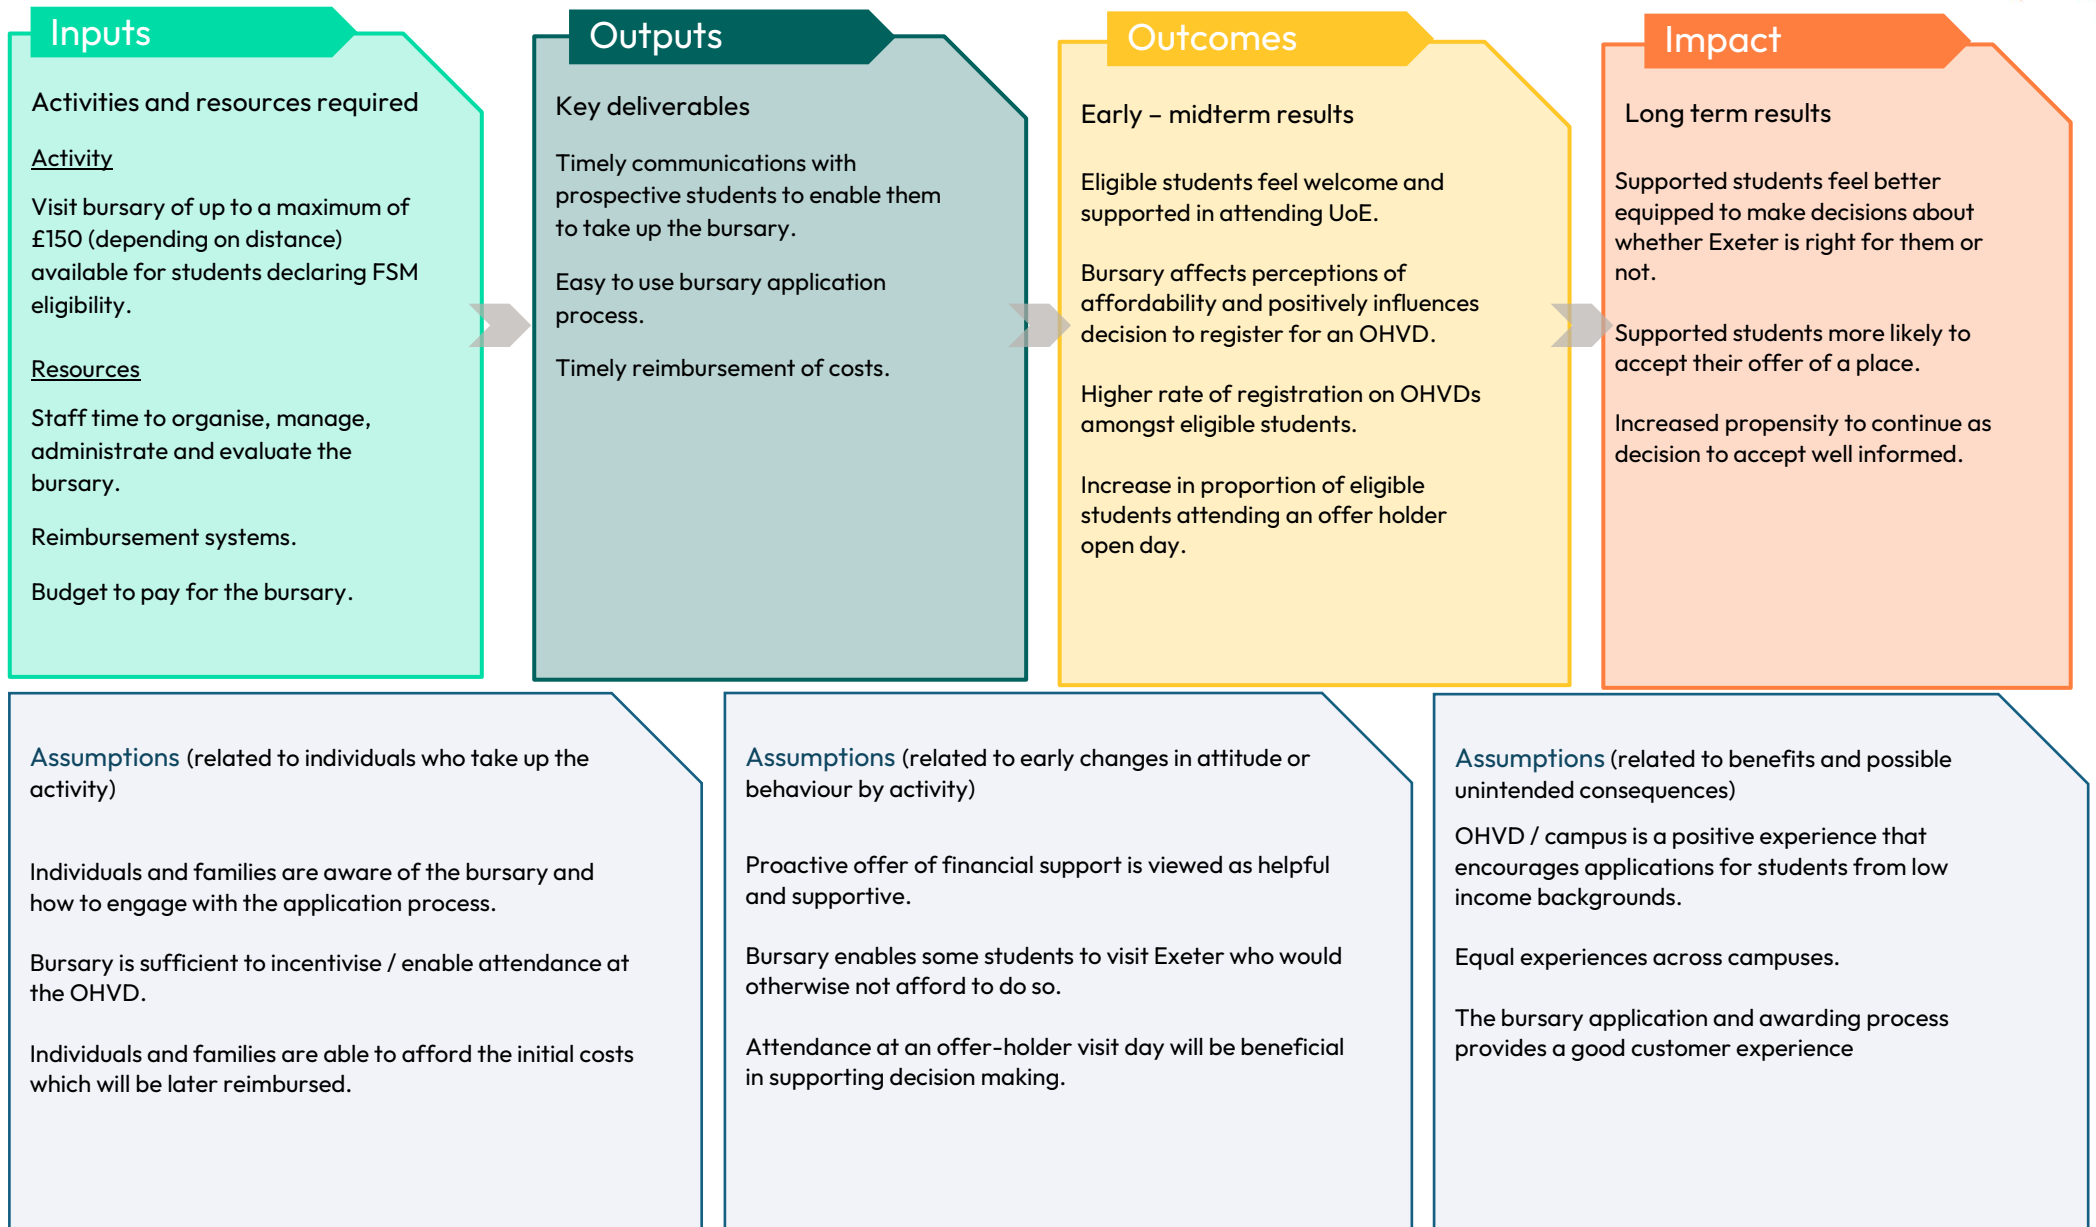 Inputs
Activities and resources required
Activity
Visit bursary of up to a maximum of
£150 (depending on distance)
available for students declaring FSM
eligibility.
Resources
Staff time to organise, manage,
administrate and evaluate the
bursary.
Reimbursement systems.
Budget to pay for the bursary.
Outputs
Key deliverables
Timely communications with
prospective students to enable them
to take up the bursary.
Easy to use bursary application
process.
Timely reimbursement of costs.
Outcomes
Early – midterm results
Eligible students feel welcome and
supported in attending UoE.
Bursary affects perceptions of
affordability and positively influences
decision to register for an OHVD.
Higher rate of registration on OHVDs
amongst eligible students.
Increase in proportion of eligible
students attending an offer holder
open day.
Impact
Long term results
Supported students feel better
equipped to make decisions about
whether Exeter is right for them or
not.
Supported students more likely to
accept their offer of a place.
Increased propensity to continue as
decision to accept well informed.
Assumptions (related to individuals who take up the
activity)
Individuals and families are aware of the bursary and
how to engage with the application process.
Bursary is sufficient to incentivise / enable attendance at
the OHVD.
Individuals and families are able to afford the initial costs
which will be later reimbursed.
Assumptions (related to early changes in attitude or
behaviour by activity)
Proactive offer of financial support is viewed as helpful
and supportive.
Bursary enables some students to visit Exeter who would
otherwise not afford to do so.
Attendance at an offer-holder visit day will be beneficial
in supporting decision making.
Assumptions (related to benefits and possible
unintended consequences)
OHVD / campus is a positive experience that
encourages applications for students from low
income backgrounds.
Equal experiences across campuses.
The bursary application and awarding process
provides a good customer experience